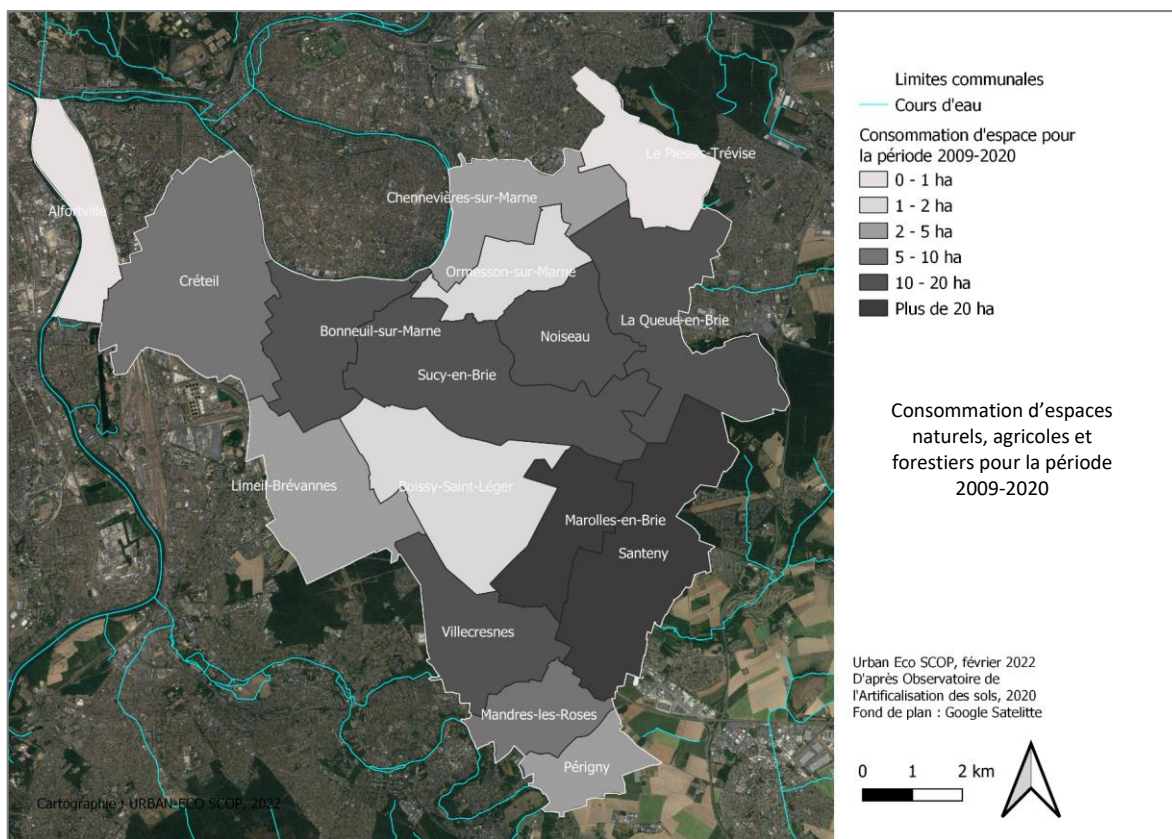 Alfortville
Créteil
Le Plessis-Trévise
Chennevières-sur-Marne
Ormesson-sur-Marne
Bonneuil-sur-Marne
Noiseau
La Queue-en-Brie
Sucy-en-Brie
Limeil-Brévannes
Boissy-Saint-Léger
Marolles-en-Brie
Santeny
Villecresnes
Mandres-les-Roses
Périgny
Cartographie : URBAN-ECO SCOP, 2022
Limites communales
Cours d'eau
Consommation d'espace pour
la période 2009-2020
0 - 1 ha
1 - 2 ha
2 - 5 ha
5 - 10 ha
10 - 20 ha
Plus de 20 ha
Consommation d’espaces
naturels, agricoles et
forestiers pour la période
2009-2020
Urban Eco SCOP, février 2022
D'après Observatoire de
l'Artificalisation des sols, 2020
Fond de plan : Google Satelitte
0 1 2 km